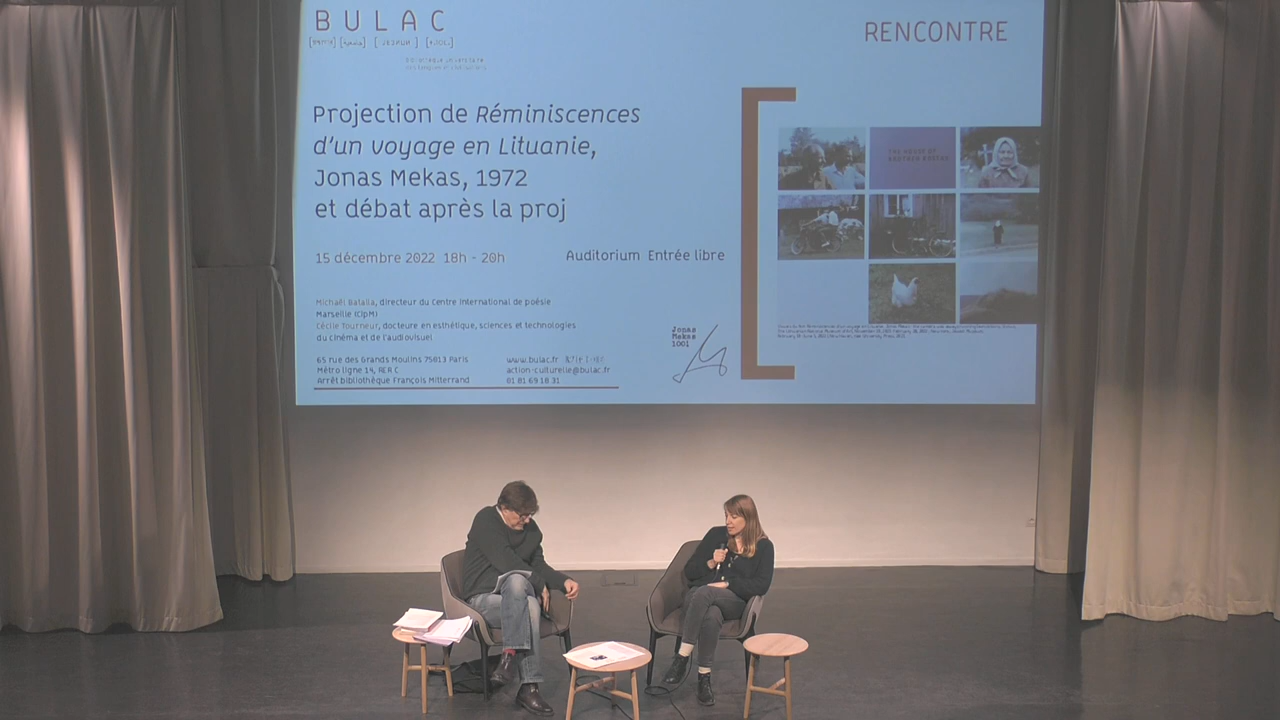 BULAC
RENCONTRE
Projection de Réminiscences
d'un voyage en Lituanie,
Jonas Mekas, 1972
et débat après la proj
15 décembre 2022 18h - 20h
Auditorium Entrée libre
Michaël Batalla, directeur du Centre international de poésie
Marseille (CipM)
Cécile Tourneur, docteure en esthétique, sciences et technologies
du cinéma et de l'audiovisuel
65 rue des Grands Moulins 75013 Paris
Métro ligne 14, RER C
Arrêt bibliothèque François Mitterrand
www.bulac.fr
action-culturelle@bulac.fr
01 81 69 18 31
Jonas
Mekas
100!